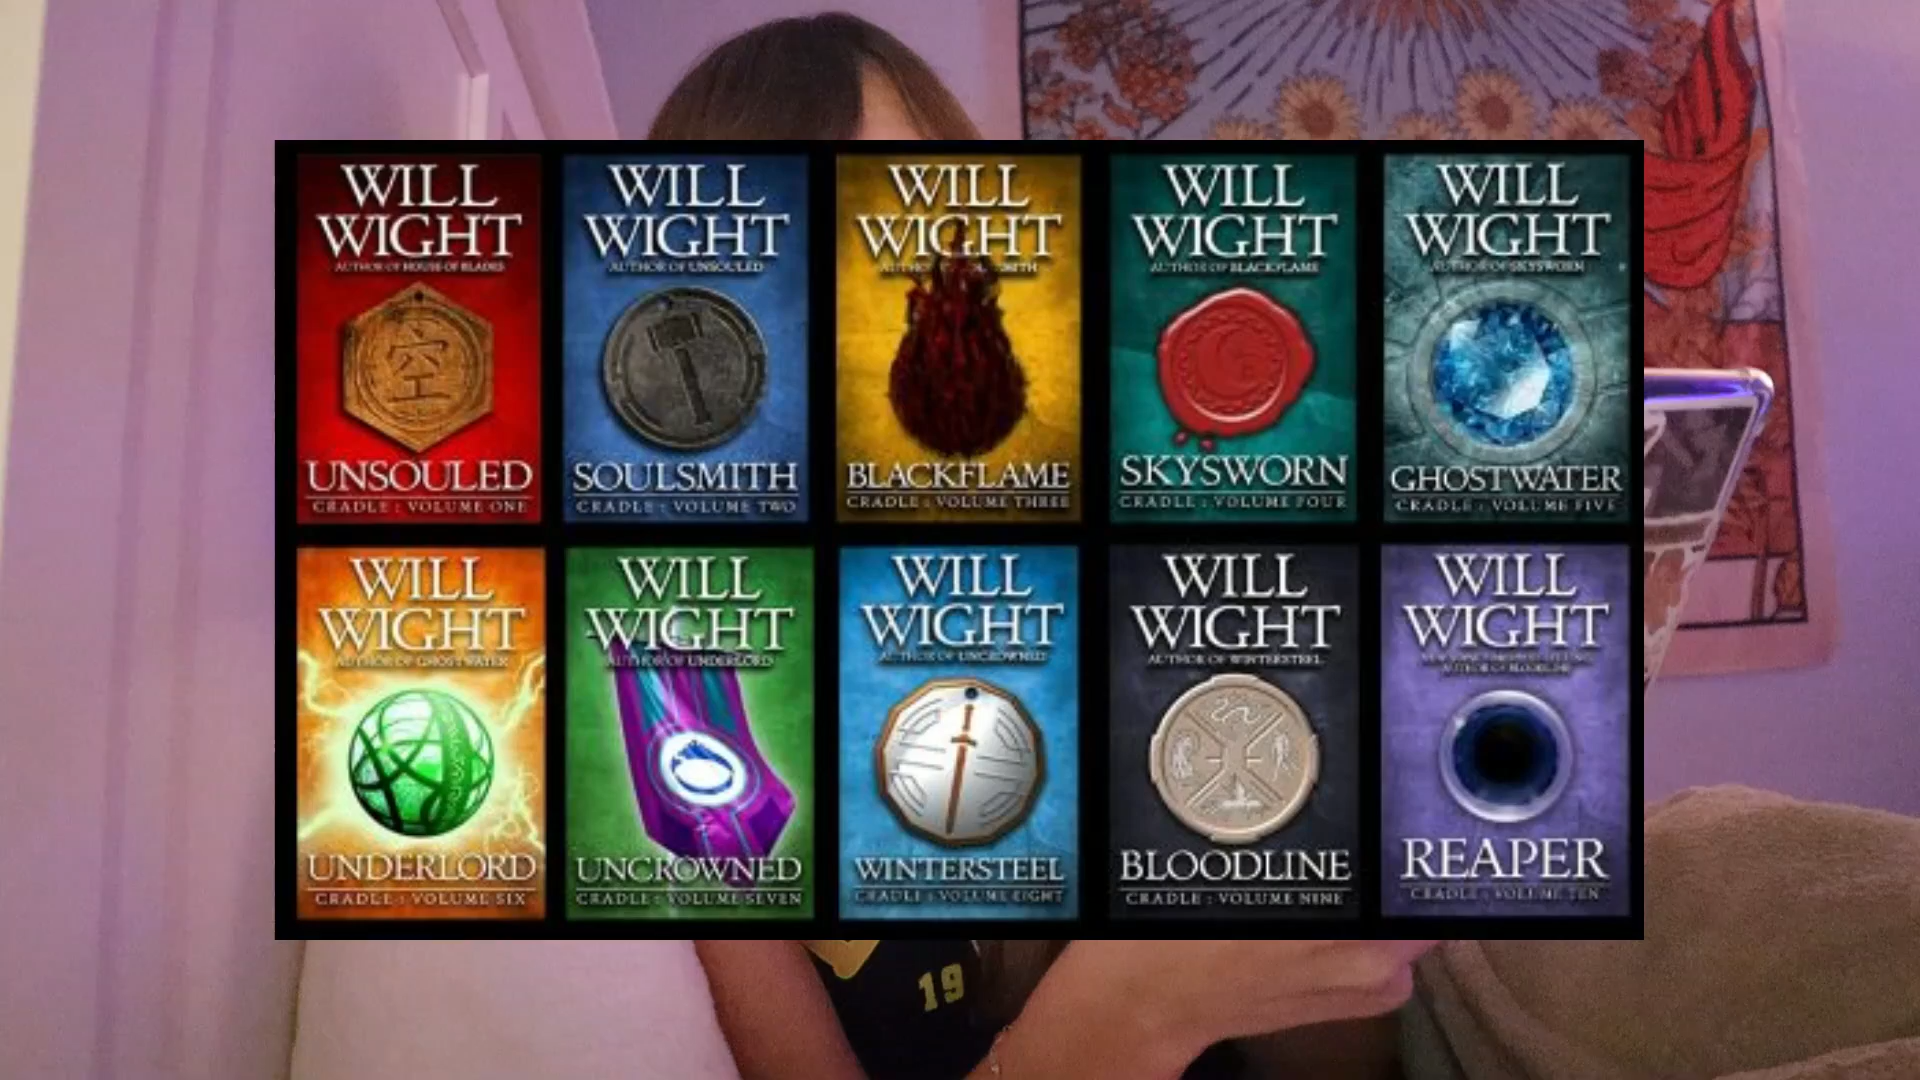 WILL
WIGHT
AUTHOR OF HOUSE OF BLADES
空
UNSOULED
CRADLE : VOLUME ONE
WILL
WIGHT
AUTHOR OF UNSOULED
SOULSMITH
CRADLE : VOLUME TWO
WILL
WIGHT
BLACKFLAME
CRADLE : VOLUME THREE
WILL
WIGHT
AUTHOR OF BLACKFLAME
SKYSWORN
CRADLE : VOLUME FOUR
WILL
WIGHT
AUTHOR OF SKYSWORN
GHOSTWATER
CRADLE : VOLUME FIVE
WILL
WIGHT
AUTHOR OF GHOSTWATER
UNDERLORD
CRADLE : VOLUME SIX
WILL
WIGHT
AUTHOR OF UNDERLORD
UNCROWNED
CRADLE : VOLUME SEVEN
WILL
WIGHT
AUTHOR OF UNCROWNED
WINTERSTEEL
CRADLE : VOLUME EIGHT
WILL
WIGHT
AUTHOR OF WINTERSTEEL
BLOODLINE
CRADLE : VOLUME NINE
WILL
WIGHT
AUTHOR OF BLOODLINE
REAPER
CRADLE : VOLUME TEN
19